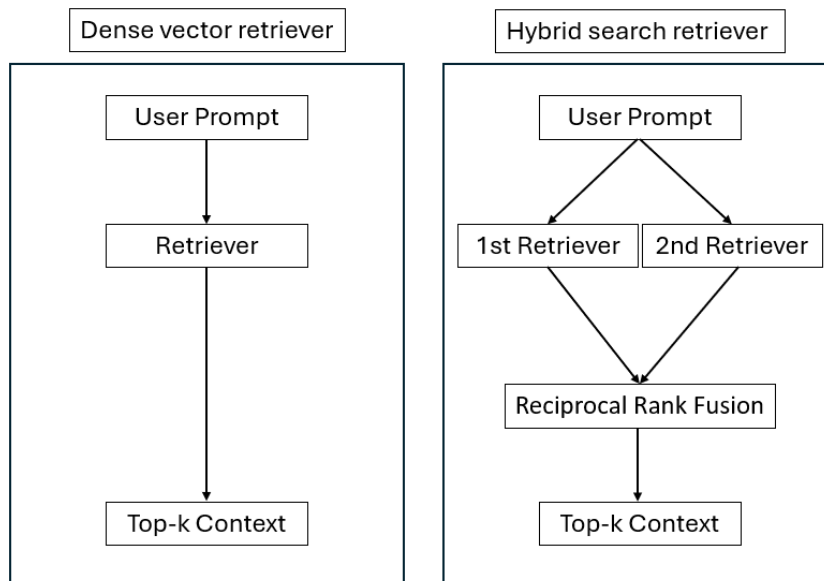 Dense vector retriever
User Prompt
Retriever
Top-k Context
Hybrid search retriever
User Prompt
1st Retriever
2nd Retriever
Reciprocal Rank Fusion
Top-k Context